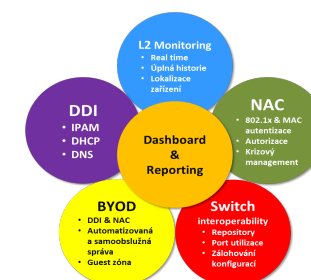 L2 Monitoring
• Real time
• Úplná historie
• Lokalizace
zařízení
DDI
• IPAM
• DHCP
• DNS
NAC
• 802.1x & MAC
autentizace
• Autorizace
• Krizový
management
Dashboard
&
Reporting
BYOD
• DDI & NAC
• Automatizovaná
a samoobslužná
správa
• Guest zóna
Switch
interoperability
• Repository
• Port utilizace
• Zálohování
konfigurací